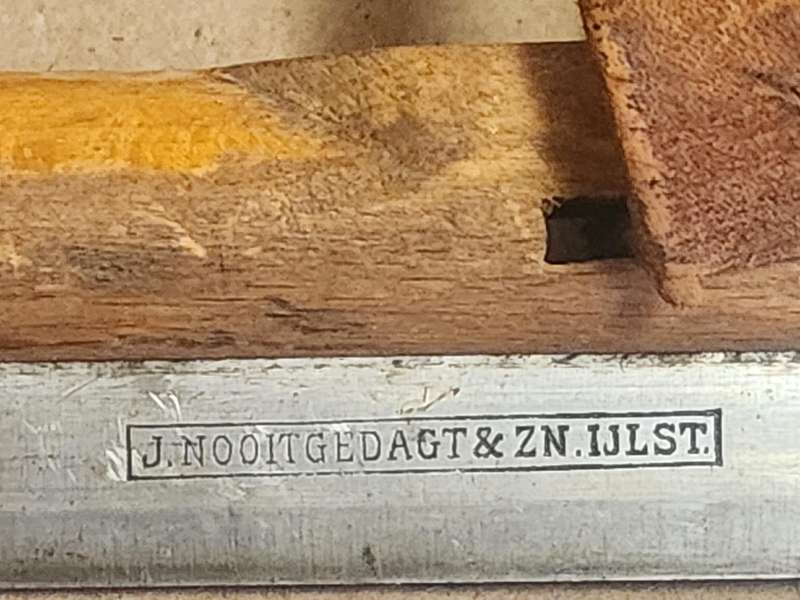 J. NOOITGEDAGT & ZN. IJLST.